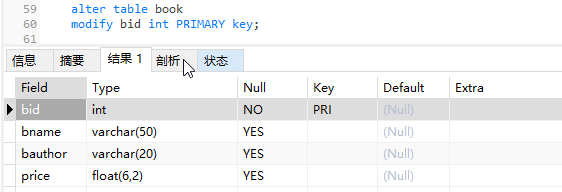 59 alter table book
60 modify bid int PRIMARY key;
61
信息 摘要 结果 1 剖析 状态
Field Type Null Key Default Extra
bid int NO PRI (Null)
bname varchar(50) YES (Null)
bauthor varchar(20) YES (Null)
price float(6,2) YES (Null)